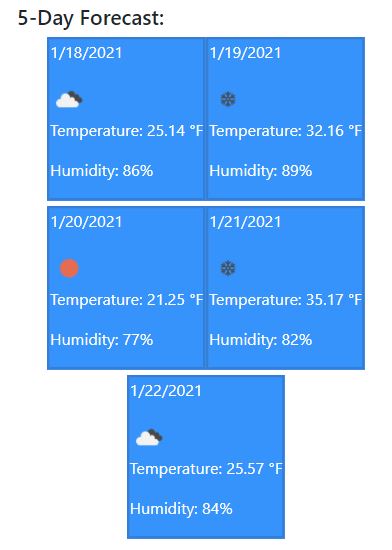 5-Day Forecast:
1/18/2021
Temperature: 25.14 °F
Humidity: 86%
1/19/2021
Temperature: 32.16 °F
Humidity: 89%
1/20/2021
Temperature: 21.25 °F
Humidity: 77%
1/21/2021
Temperature: 35.17 °F
Humidity: 82%
1/22/2021
Temperature: 25.57 °F
Humidity: 84%